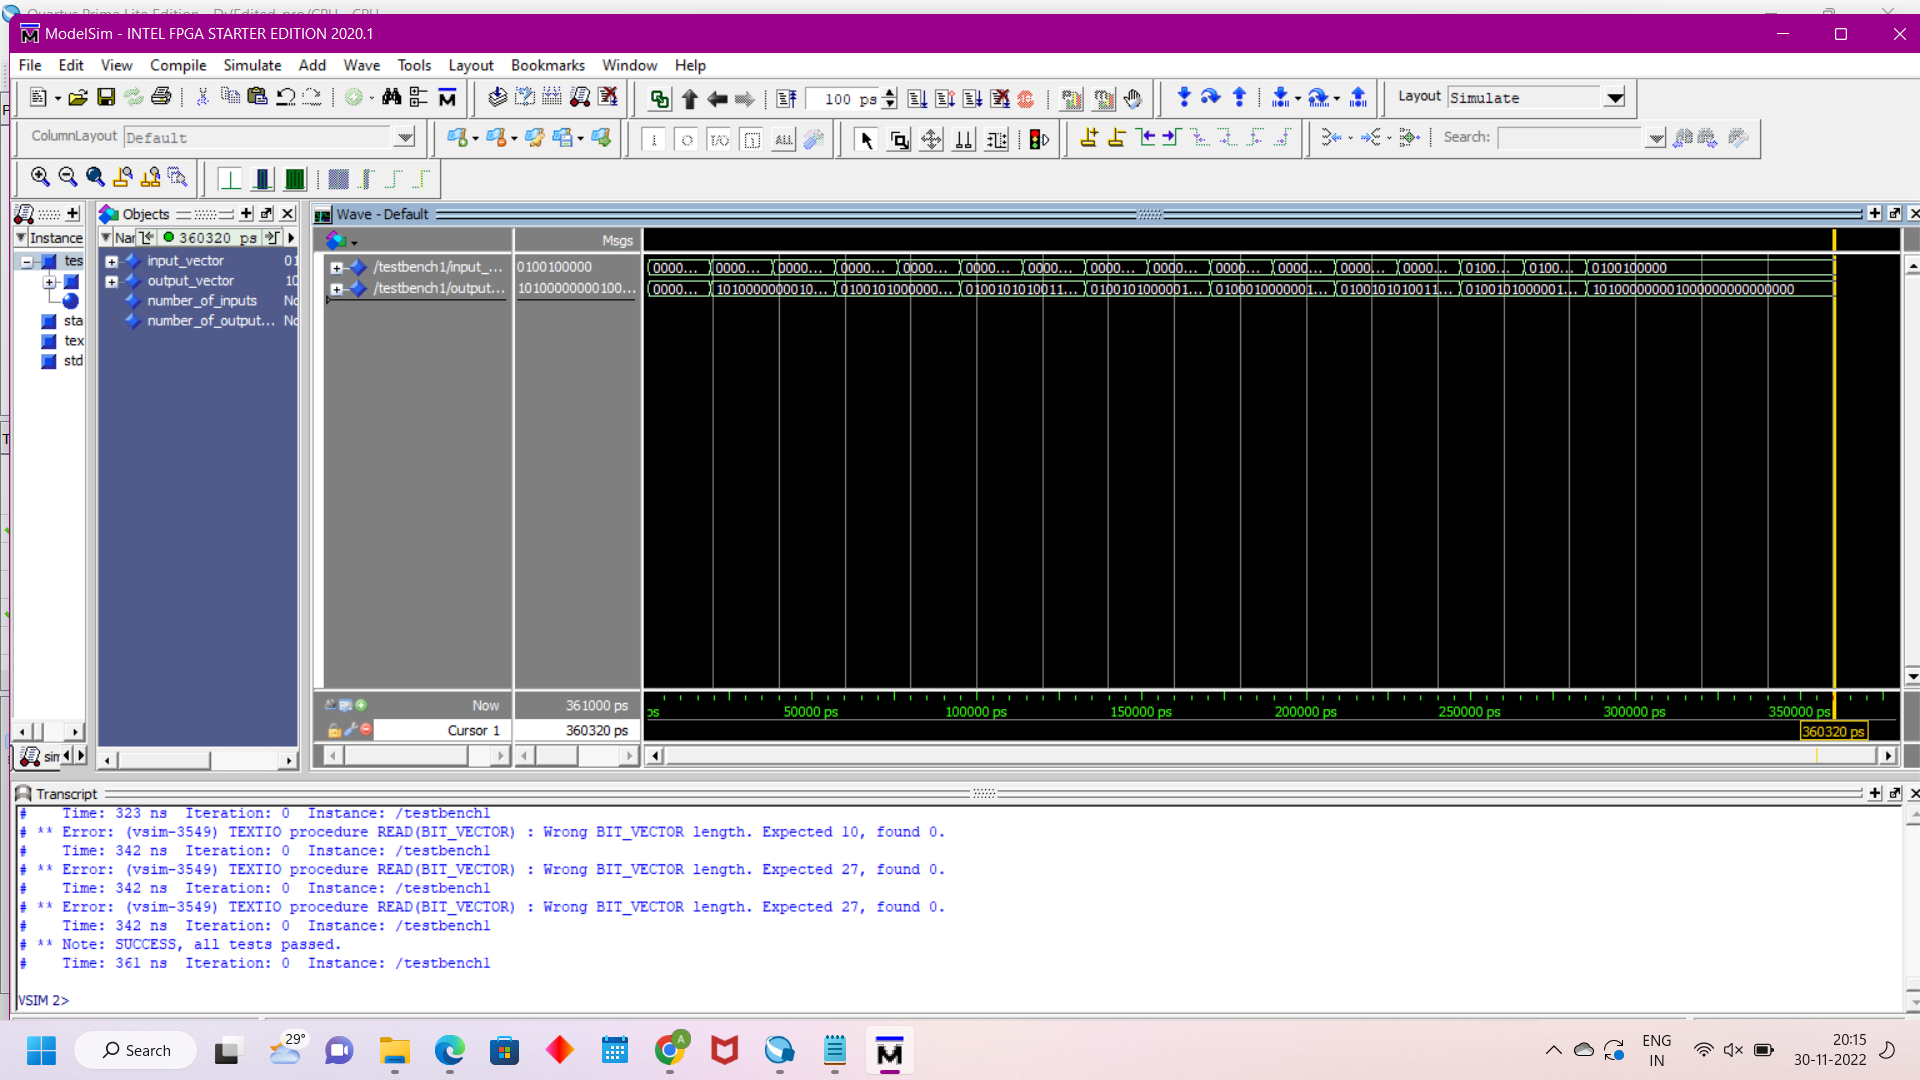 ModelSim - INTEL FPGA STARTER EDITION 2020.1
File Edit View Compile Simulate Add Wave Tools Layout Bookmarks Window Help
100 ps
Layout Simulate
ColumnLayout Default
Search:
Objects
Wave - Default
Instance
Nar
360320 ps
Msgs
tes
input_vector 01
output_vector 10
number_of_inputs No
number_of_output... No
sta
tex
std
/testbench1/input_... 0100100000
0000... 0000... 0000... 0000... 0000... 0000... 0000... 0000... 0000... 0000... 0000... 0000... 0000... 0100... 0100... 0100100000
/testbench1/output... 10100000000100...
0000... 101000000010... 0100101000000... 0100101010011... 0100101000001... 010001000001... 0100101010011... 0100101000001... 101000000001000000000000000
Now 361000 ps
ps 50000 ps 100000 ps 150000 ps 200000 ps 250000 ps 300000 ps 350000 ps
Cursor 1 360320 ps
360320 ps
sim
Transcript
# Time: 323 ns Iteration: 0 Instance: /testbench1
# ** Error: (vsim-3549) TEXTIO procedure READ(BIT_VECTOR) : Wrong BIT_VECTOR length. Expected 10, found 0.
# Time: 342 ns Iteration: 0 Instance: /testbench1
# ** Error: (vsim-3549) TEXTIO procedure READ(BIT_VECTOR) : Wrong BIT_VECTOR length. Expected 27, found 0.
# Time: 342 ns Iteration: 0 Instance: /testbench1
# ** Error: (vsim-3549) TEXTIO procedure READ(BIT_VECTOR) : Wrong BIT_VECTOR length. Expected 27, found 0.
# Time: 342 ns Iteration: 0 Instance: /testbench1
# ** Note: SUCCESS, all tests passed.
# Time: 361 ns Iteration: 0 Instance: /testbench1
VSIM 2>
Search
29°
A
ENG
IN
20:15
30-11-2022